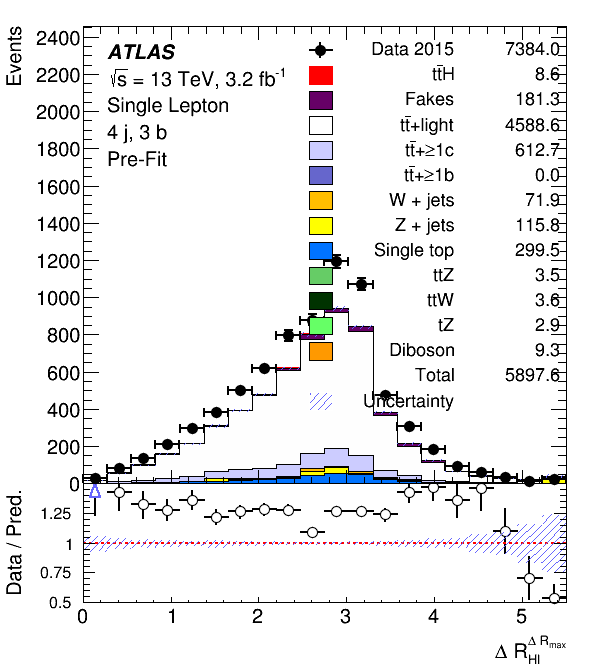 Events
2400
2200
2000
1800
1600
1400
1200
1000
800
600
400
200
0
ATLAS
√s = 13 TeV, 3.2 fb⁻¹
Single Lepton
4 j, 3 b
Pre-Fit
Data 2015 7384.0
tt̄H 8.6
Fakes 181.3
tt̄+light 4588.6
tt̄+≥1c 612.7
tt̄+≥1b 0.0
W + jets 71.9
Z + jets 115.8
Single top 299.5
ttZ 3.5
ttW 3.6
tZ 2.9
Diboson 9.3
Total 5897.6
Uncertainty
Data / Pred.
1.25
1
0.75
0.5
0 1 2 3 4 5
Δ R_HI^Δ R_max